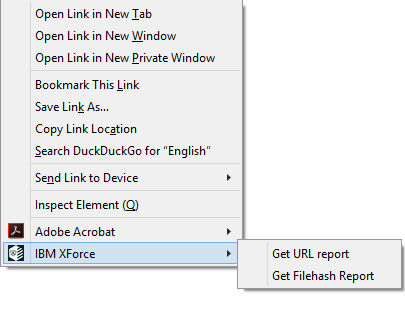 Open Link in New Tab
Open Link in New Window
Open Link in New Private Window
Bookmark This Link
Save Link As...
Copy Link Location
Search DuckDuckGo for “English”
Send Link to Device
Inspect Element (Q)
Adobe Acrobat
IBM XForce
Get URL report
Get Filehash Report